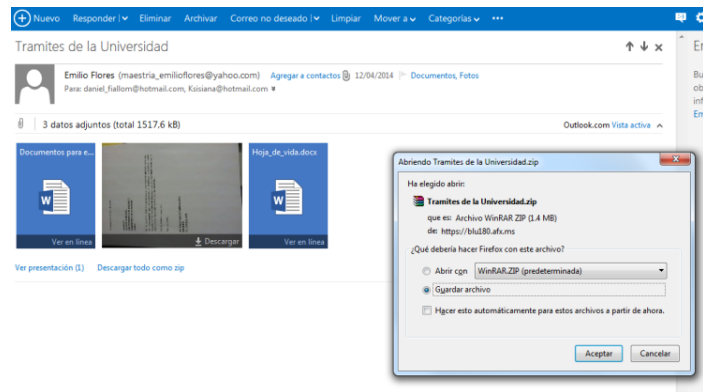 Nuevo Responder Eliminar Archivar Correo no deseado Limpiar Mover a Categorías
Tramites de la Universidad
Emilio Flores (maestria_emilioflores@yahoo.com) Agregar a contactos 12/04/2014 Documentos, Fotos
Para: daniel_fiallom@hotmail.com, Ksisiana@hotmail.com
3 datos adjuntos (total 1517.6 kB)
Outlook.com Vista activa
Documentos para e...
Hoja_de_vida.docx
Ver en línea
Descargar
Ver en línea
Ver presentación (1) Descargar todo como zip
Abriendo Tramites de la Universidad.zip
Ha elegido abrir:
Tramites de la Universidad.zip
que es: Archivo WinRAR ZIP (1.4 MB)
de: https://blu180.afx.ms
¿Qué debería hacer Firefox con este archivo?
Abrir con WinRAR.ZIP (predeterminada)
Guardar archivo
Hacer esto automáticamente para estos archivos a partir de ahora.
Aceptar Cancelar